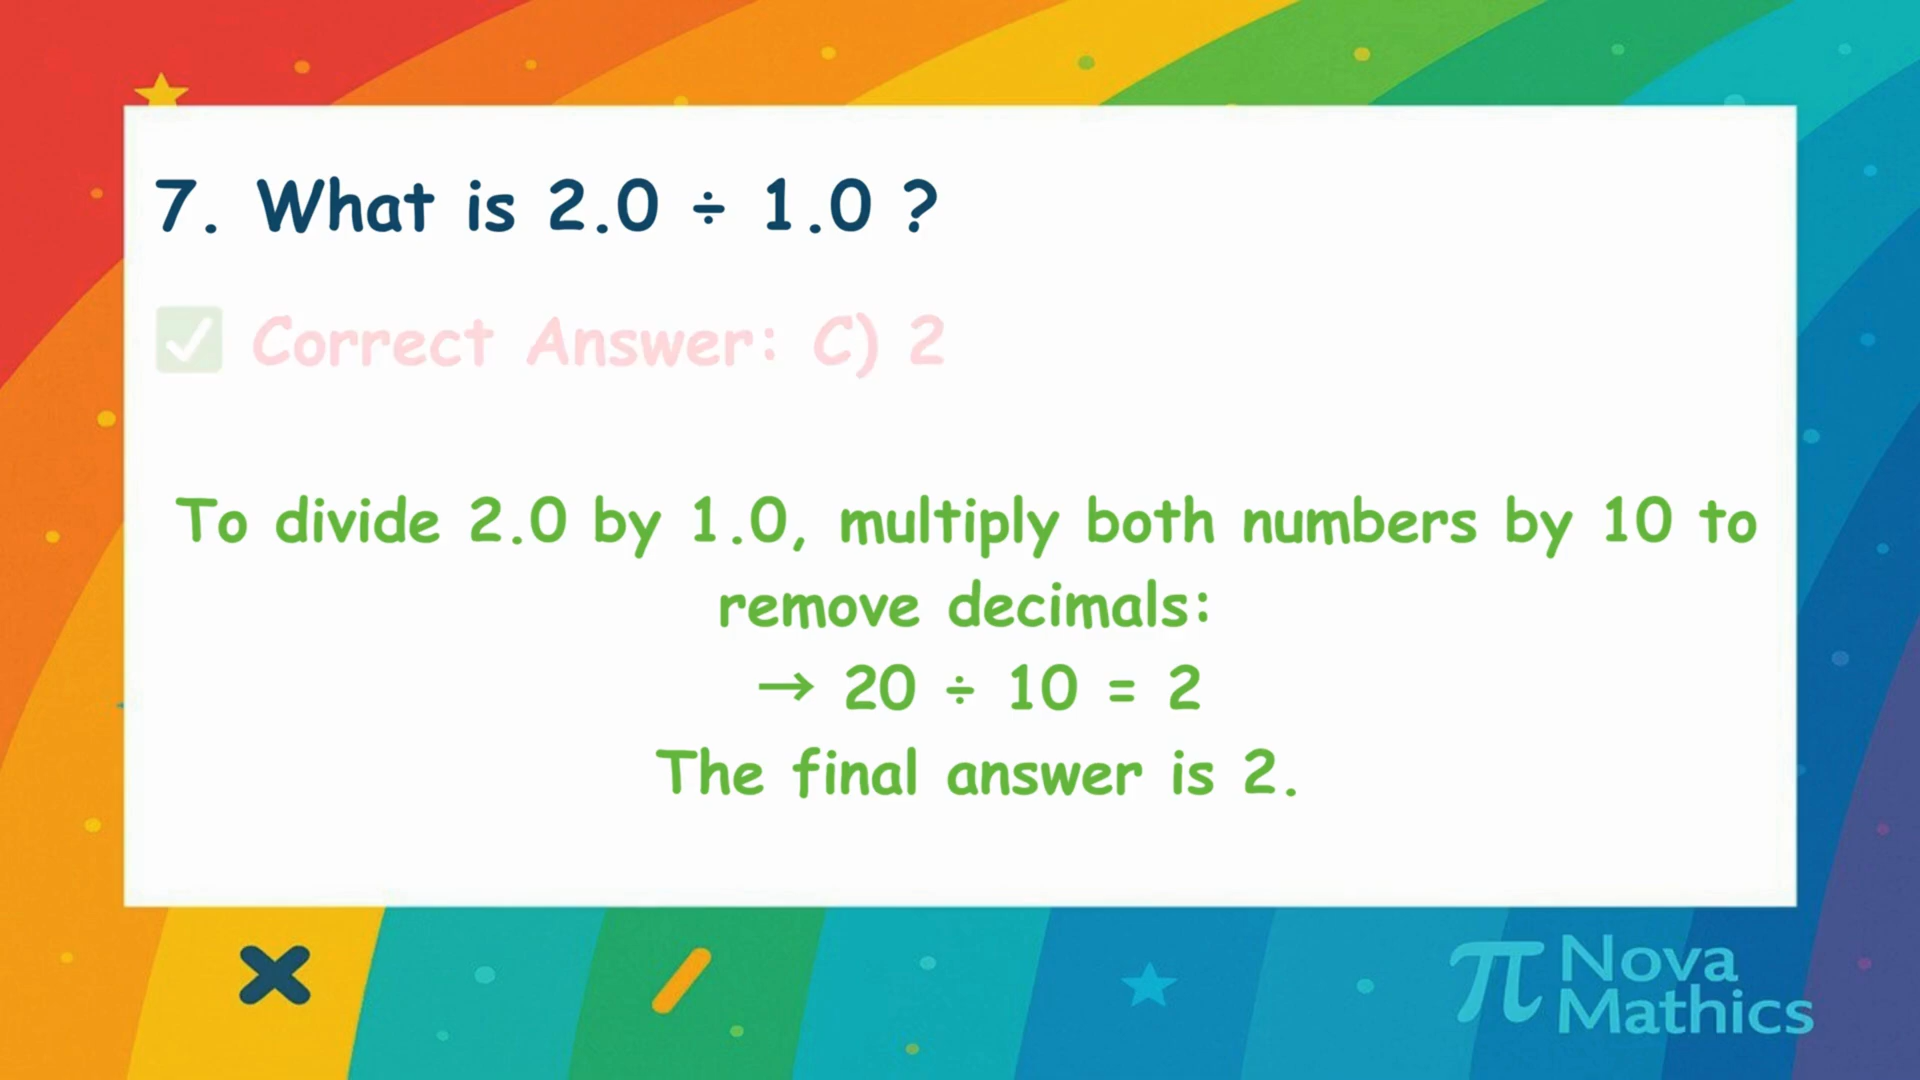 7. What is 2.0 ÷ 1.0 ?
✅ Correct Answer: C) 2
To divide 2.0 by 1.0, multiply both numbers by 10 to
remove decimals:
→ 20 ÷ 10 = 2
The final answer is 2.
π Nova
Mathics